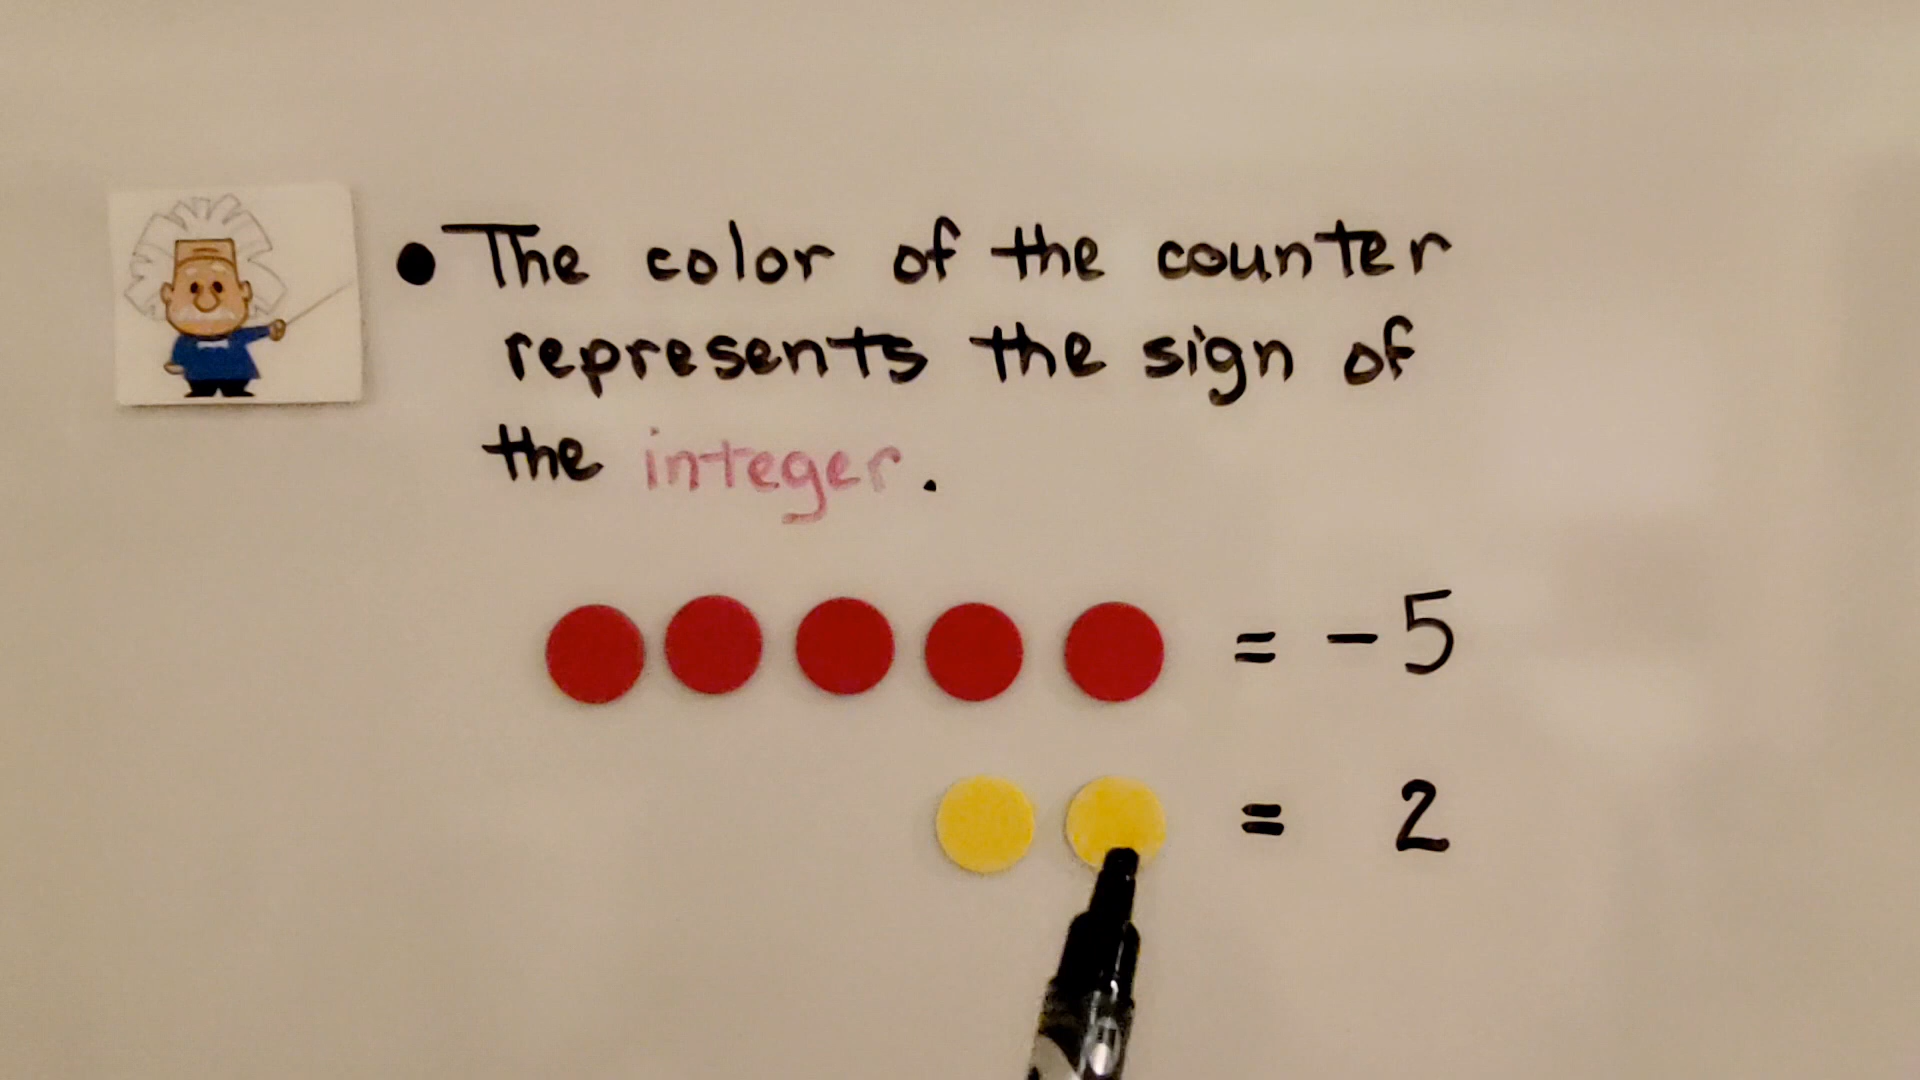 • The color of the counter
represents the sign of
the integer.
= -5
= 2